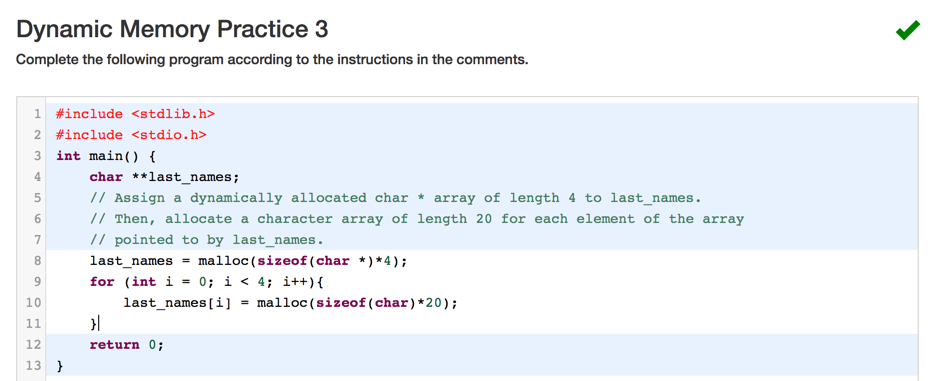 Dynamic Memory Practice 3
Complete the following program according to the instructions in the comments.
1 #include <stdlib.h>
2 #include <stdio.h>
3 int main() {
4 char **last_names;
5 // Assign a dynamically allocated char * array of length 4 to last_names.
6 // Then, allocate a character array of length 20 for each element of the array
7 // pointed to by last_names.
8 last_names = malloc(sizeof(char *)*4);
9 for (int i = 0; i < 4; i++){
10 last_names[i] = malloc(sizeof(char)*20);
11 }
12 return 0;
13 }